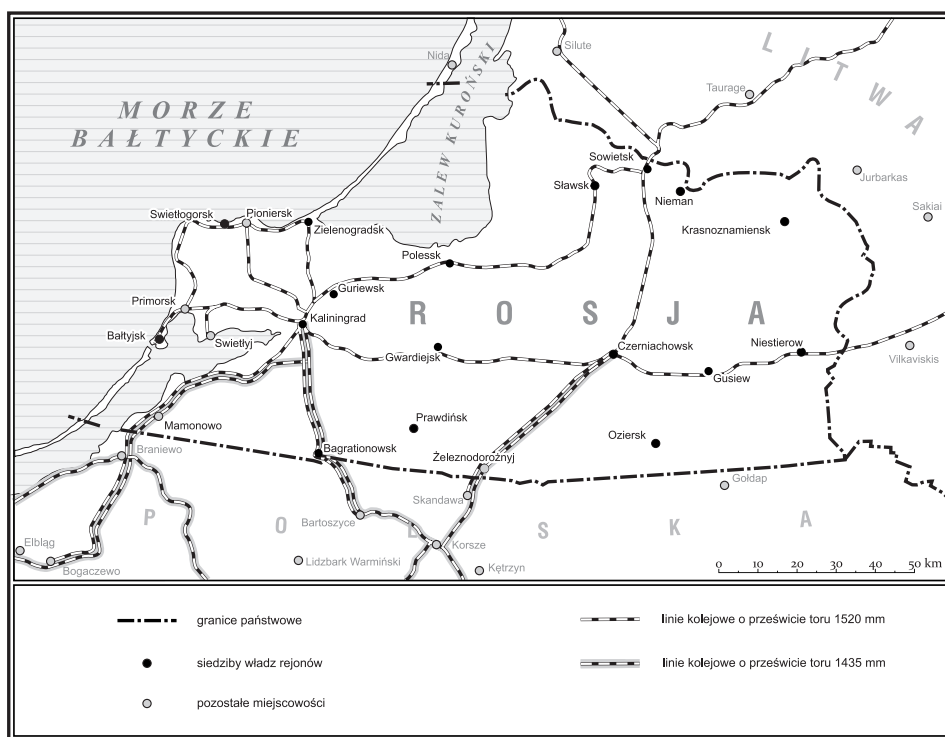 MORZE
BAŁTYCKIE
ZALEW KUROŃSKI
Nida
Silute
LITWA
Taurage
Sowietsk
Sławsk
Nieman
Jurbarkas
Sakiai
Krasnoznamiensk
Swietłogorsk
Pioniersk
Zielenogradsk
Polessk
Guriewsk
ROSJA
Primorsk
Kaliningrad
Bałtyjsk
Swietłyj
Gwardiejsk
Czerniachowsk
Niestierow
Vilkaviskis
Gusiew
Prawdińsk
Mamonowo
Oziersk
Braniewo
Bagrationowsk
Żeleznodorożnyj
Skandawa
Gołdap
POLSKA
Bartoszyce
Elbląg
Bogaczewo
Lidzbark Warmiński
Korsze
Kętrzyn
0 10 20 30 40 50 km
granice państwowe
siedziby władz rejonów
pozostałe miejscowości
linie kolejowe o prześwicie toru 1520 mm
linie kolejowe o prześwicie toru 1435 mm